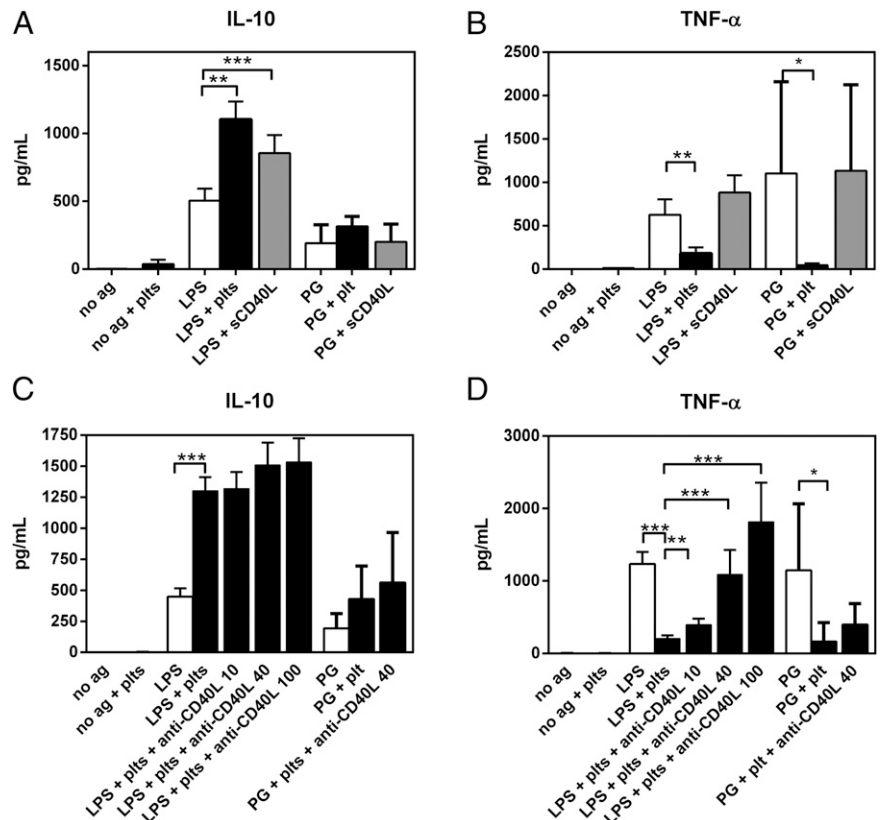 A
IL-10
pg/mL
1500
1000
500
0
***
**
no ag
no ag + plts
LPS
LPS + plts
LPS + sCD40L
PG
PG + plt
PG + sCD40L
B
TNF-α
pg/mL
2500
2000
1500
1000
500
0
*
**
no ag
no ag + plts
LPS
LPS + plts
LPS + sCD40L
PG
PG + plt
PG + sCD40L
C
IL-10
pg/mL
1750
1500
1250
1000
750
500
250
0
***
no ag
no ag + plts
LPS
LPS + plts
LPS + plts + anti-CD40L 10
LPS + plts + anti-CD40L 40
LPS + plts + anti-CD40L 100
PG
PG + plt
PG + plts + anti-CD40L 40
D
TNF-α
pg/mL
3000
2000
1000
0
***
***
*
***
**
no ag
no ag + plts
LPS
LPS + plts
LPS + plts + anti-CD40L 10
LPS + plts + anti-CD40L 40
LPS + plts + anti-CD40L 100
PG
PG + plt
PG + plt + anti-CD40L 40